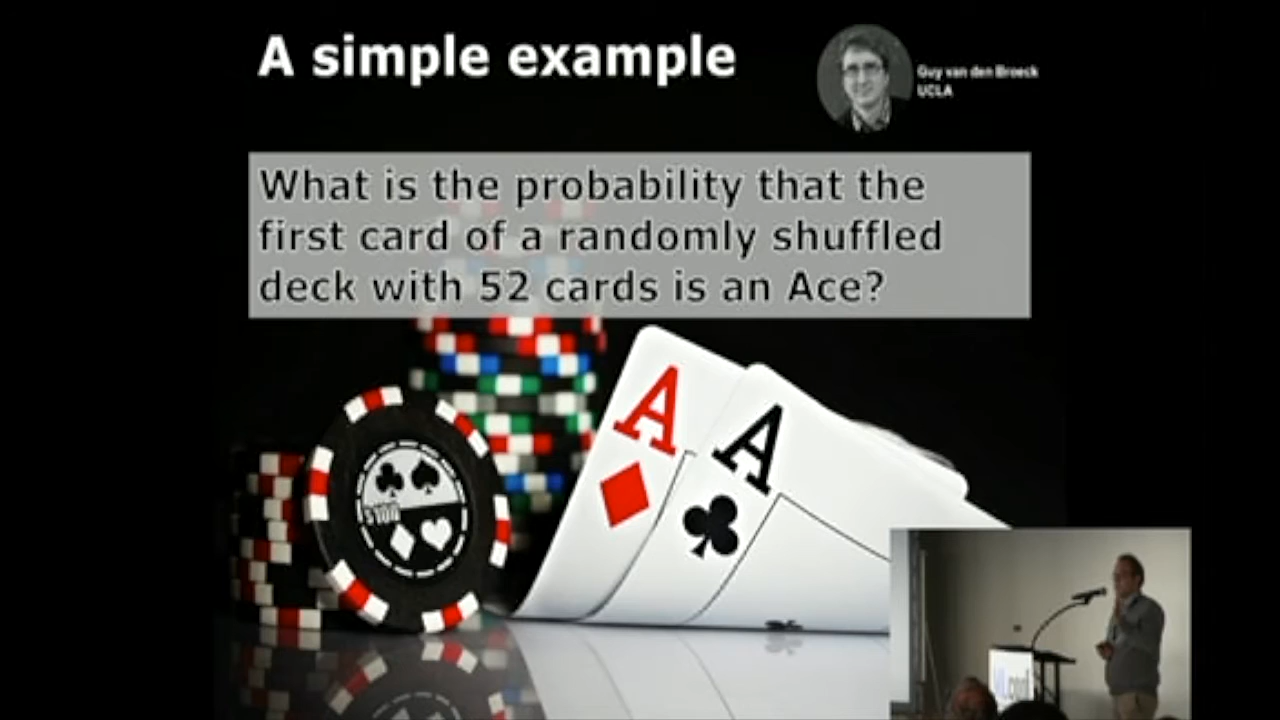 A simple example
Guy van den Broeck
UCLA
What is the probability that the
first card of a randomly shuffled
deck with 52 cards is an Ace?
A
A
$100